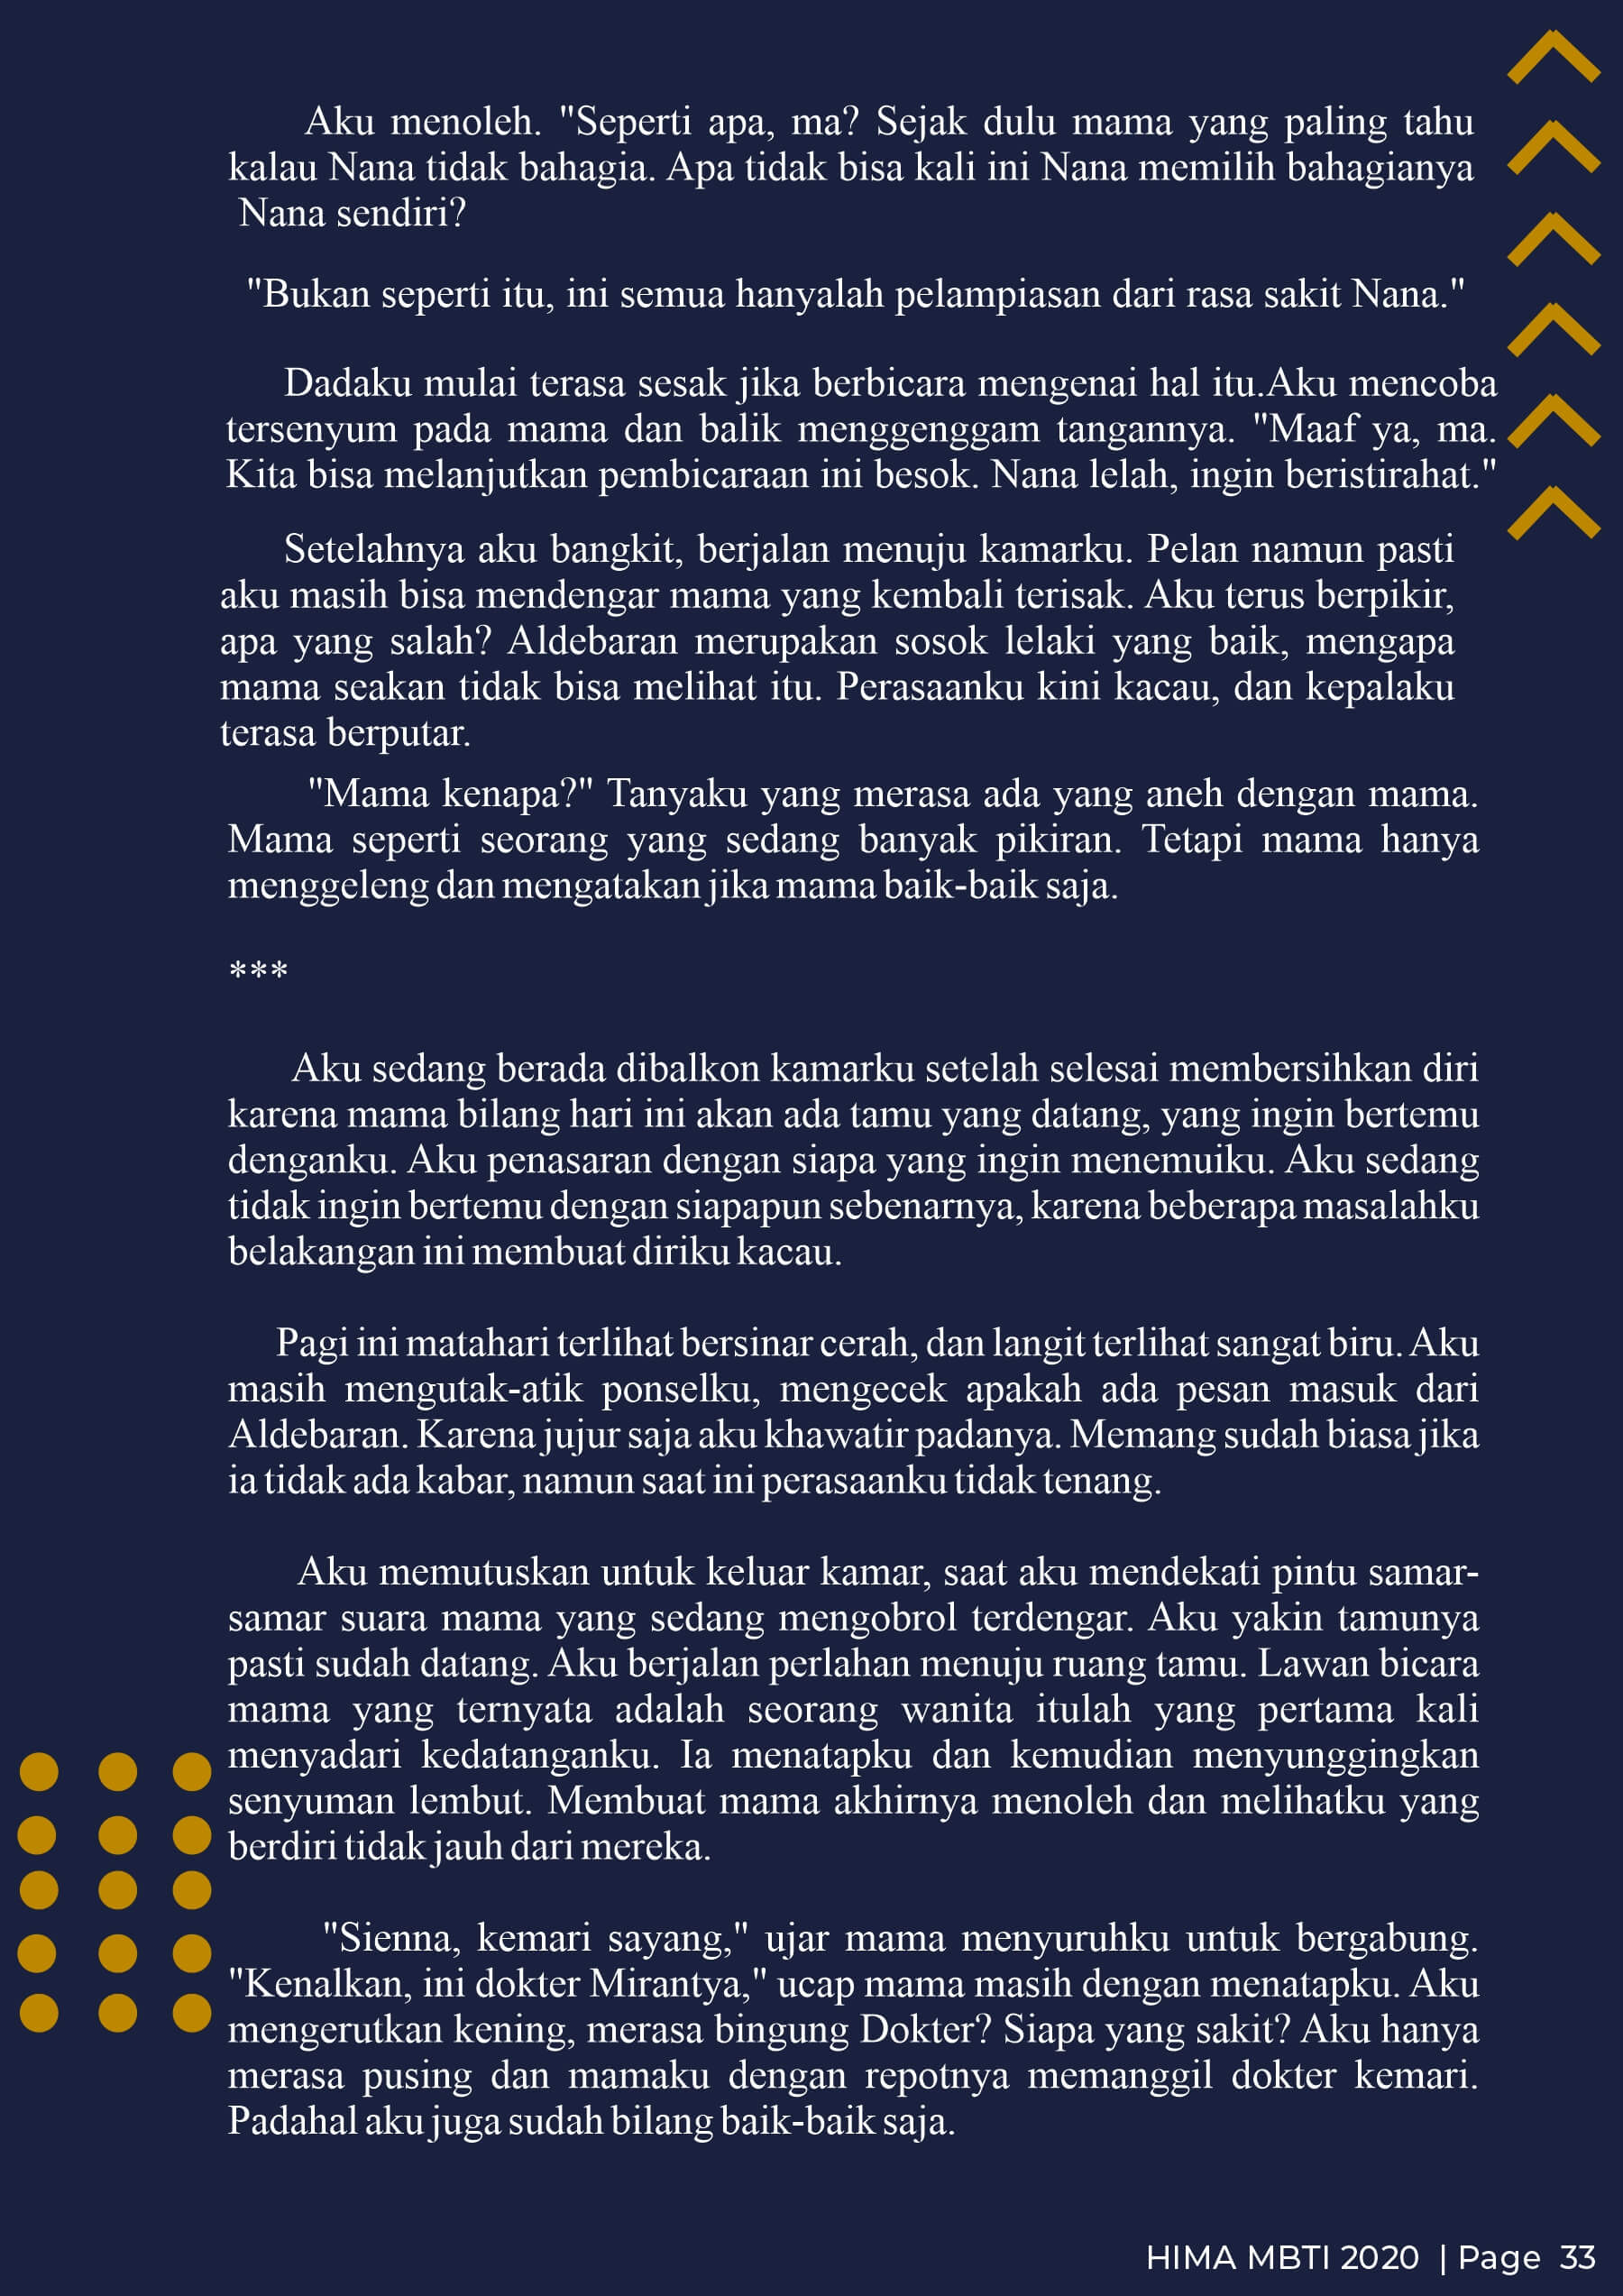 Aku menoleh. "Seperti apa, ma? Sejak dulu mama yang paling tahu
kalau Nana tidak bahagia. Apa tidak bisa kali ini Nana memilih bahagianya
Nana sendiri?
"Bukan seperti itu, ini semua hanyalah pelampiasan dari rasa sakit Nana."
Dadaku mulai terasa sesak jika berbicara mengenai hal itu.Aku mencoba
tersenyum pada mama dan balik menggenggam tangannya. "Maaf ya, ma.
Kita bisa melanjutkan pembicaraan ini besok. Nana lelah, ingin beristirahat."
Setelahnya aku bangkit, berjalan menuju kamarku. Pelan namun pasti
aku masih bisa mendengar mama yang kembali terisak. Aku terus berpikir,
apa yang salah? Aldebaran merupakan sosok lelaki yang baik, mengapa
mama seakan tidak bisa melihat itu. Perasaanku kini kacau, dan kepalaku
terasa berputar.
"Mama kenapa?" Tanyaku yang merasa ada yang aneh dengan mama.
Mama seperti seorang yang sedang banyak pikiran. Tetapi mama hanya
menggeleng dan mengatakan jika mama baik-baik saja.
***
Aku sedang berada dibalkon kamarku setelah selesai membersihkan diri
karena mama bilang hari ini akan ada tamu yang datang, yang ingin bertemu
denganku. Aku penasaran dengan siapa yang ingin menemuiku. Aku sedang
tidak ingin bertemu dengan siapapun sebenarnya, karena beberapa masalahku
belakangan ini membuat diriku kacau.
Pagi ini matahari terlihat bersinar cerah, dan langit terlihat sangat biru. Aku
masih mengutak-atik ponselku, mengecek apakah ada pesan masuk dari
Aldebaran. Karena jujur saja aku khawatir padanya. Memang sudah biasa jika
ia tidak ada kabar, namun saat ini perasaanku tidak tenang.
Aku memutuskan untuk keluar kamar, saat aku mendekati pintu samar-
samar suara mama yang sedang mengobrol terdengar. Aku yakin tamunya
pasti sudah datang. Aku berjalan perlahan menuju ruang tamu. Lawan bicara
mama yang ternyata adalah seorang wanita itulah yang pertama kali
menyadari kedatanganku. Ia menatapku dan kemudian menyunggingkan
senyuman lembut. Membuat mama akhirnya menoleh dan melihatku yang
berdiri tidak jauh dari mereka.
"Sienna, kemari sayang," ujar mama menyuruhku untuk bergabung.
"Kenalkan, ini dokter Mirantya," ucap mama masih dengan menatapku. Aku
mengerutkan kening, merasa bingung Dokter? Siapa yang sakit? Aku hanya
merasa pusing dan mamaku dengan repotnya memanggil dokter kemari.
Padahal aku juga sudah bilang baik-baik saja.
HIMA MBTI 2020 | Page 33